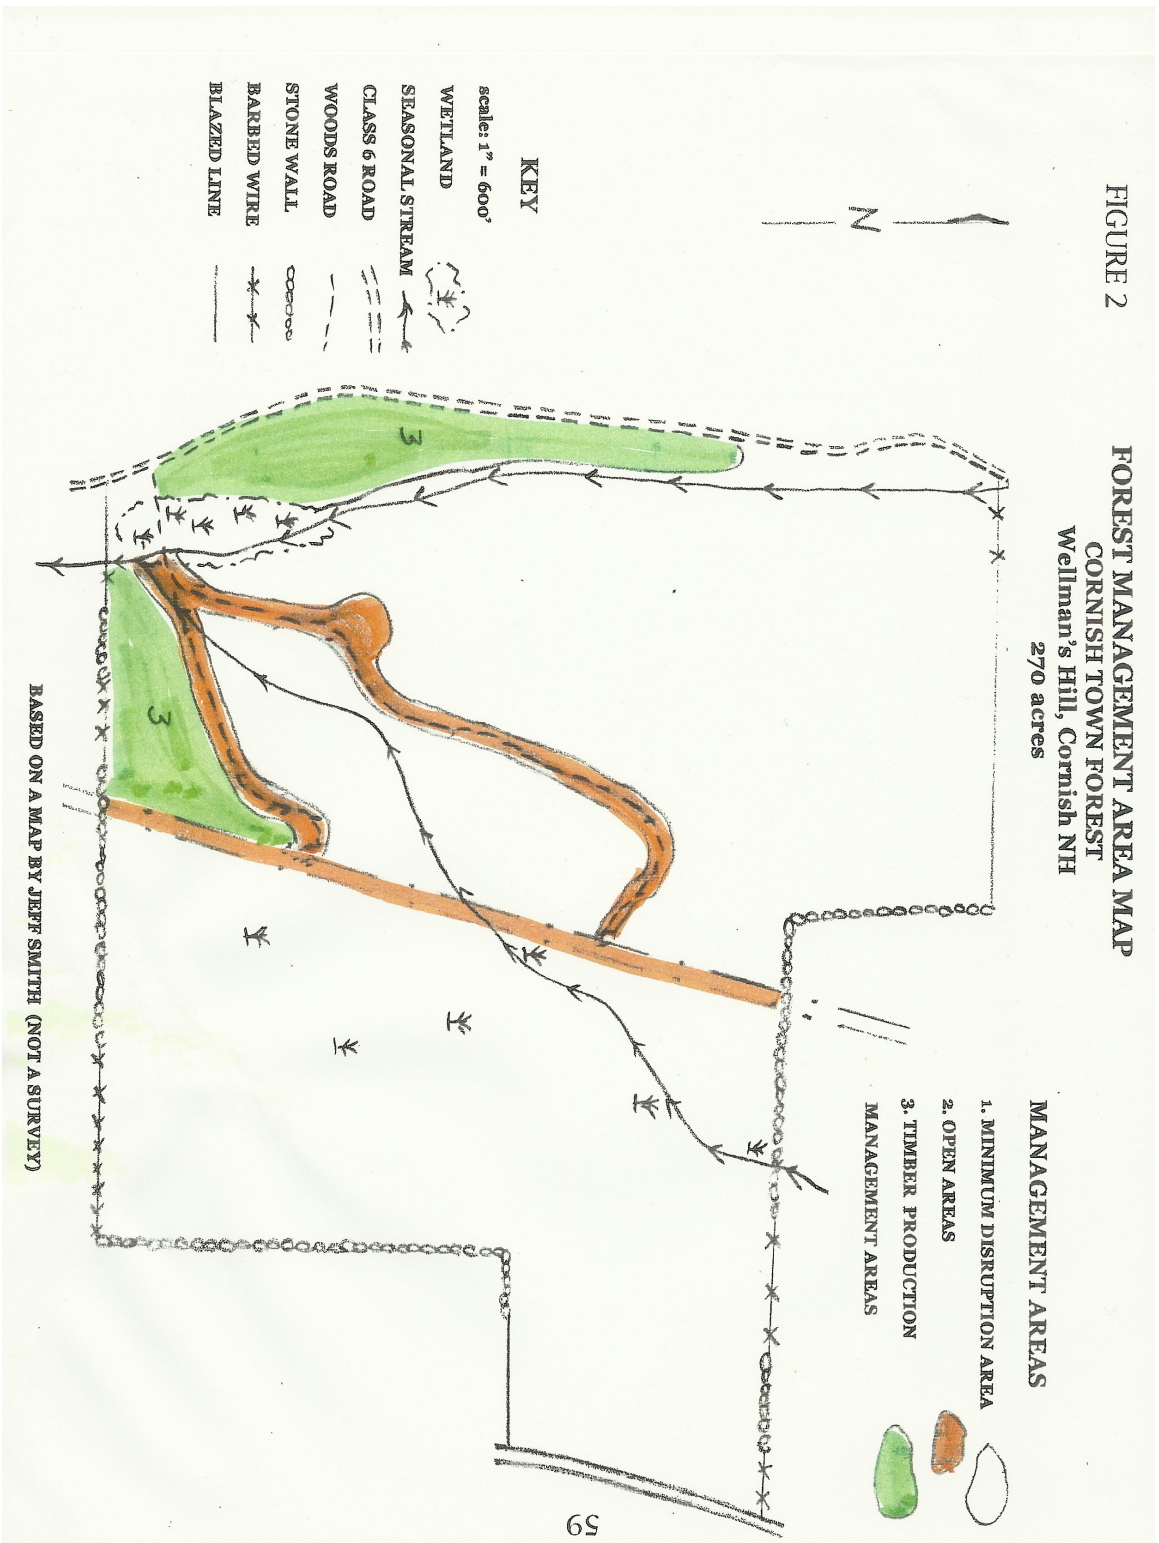 FIGURE 2
FOREST MANAGEMENT AREA MAP
CORNISH TOWN FOREST
Wellman's Hill, Cornish NH
270 acres
N
KEY
scale: 1" = 600'
WETLAND
SEASONAL STREAM
CLASS 6 ROAD
WOODS ROAD
STONE WALL
BARBED WIRE
BLAZED LINE
MANAGEMENT AREAS
1. MINIMUM DISRUPTION AREA
2. OPEN AREAS
3. TIMBER PRODUCTION
MANAGEMENT AREAS
3
3
BASED ON A MAP BY JEFF SMITH (NOT A SURVEY)
59